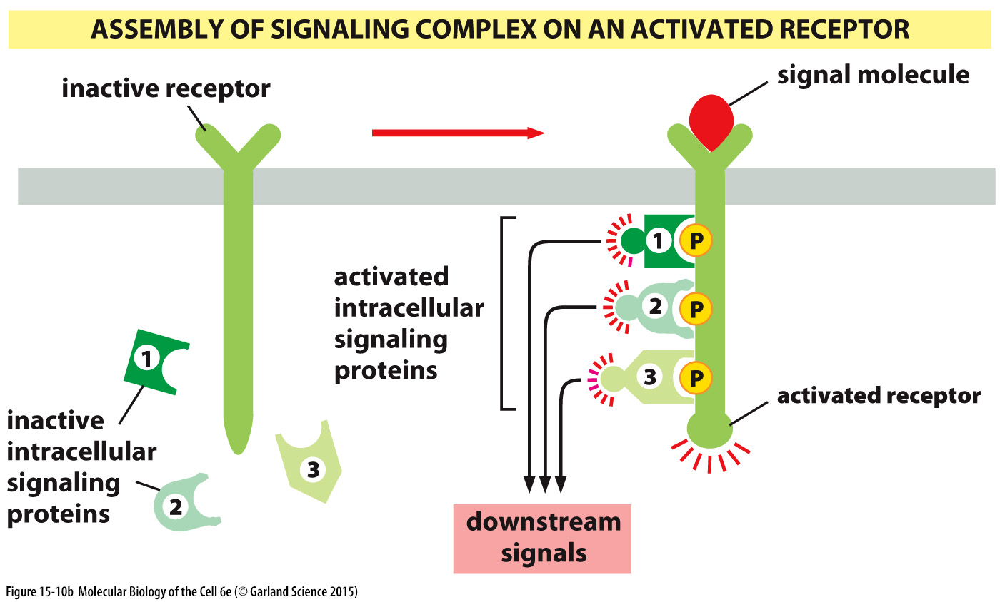 ASSEMBLY OF SIGNALING COMPLEX ON AN ACTIVATED RECEPTOR
inactive receptor
signal molecule
1
P
2
P
3
P
activated
intracellular
signaling
proteins
activated receptor
1
inactive
intracellular
signaling
proteins
2
3
downstream
signals
Figure 15-10b Molecular Biology of the Cell 6e (© Garland Science 2015)